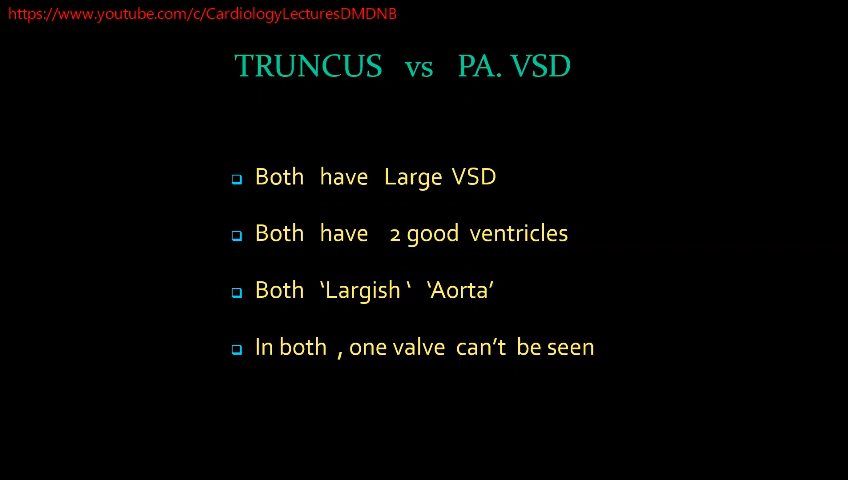 https://www.youtube.com/c/CardiologyLecturesDMDNB
TRUNCUS vs PA. VSD
Both have Large VSD
Both have 2 good ventricles
Both ‘Largish ‘ ‘Aorta’
In both , one valve can’t be seen